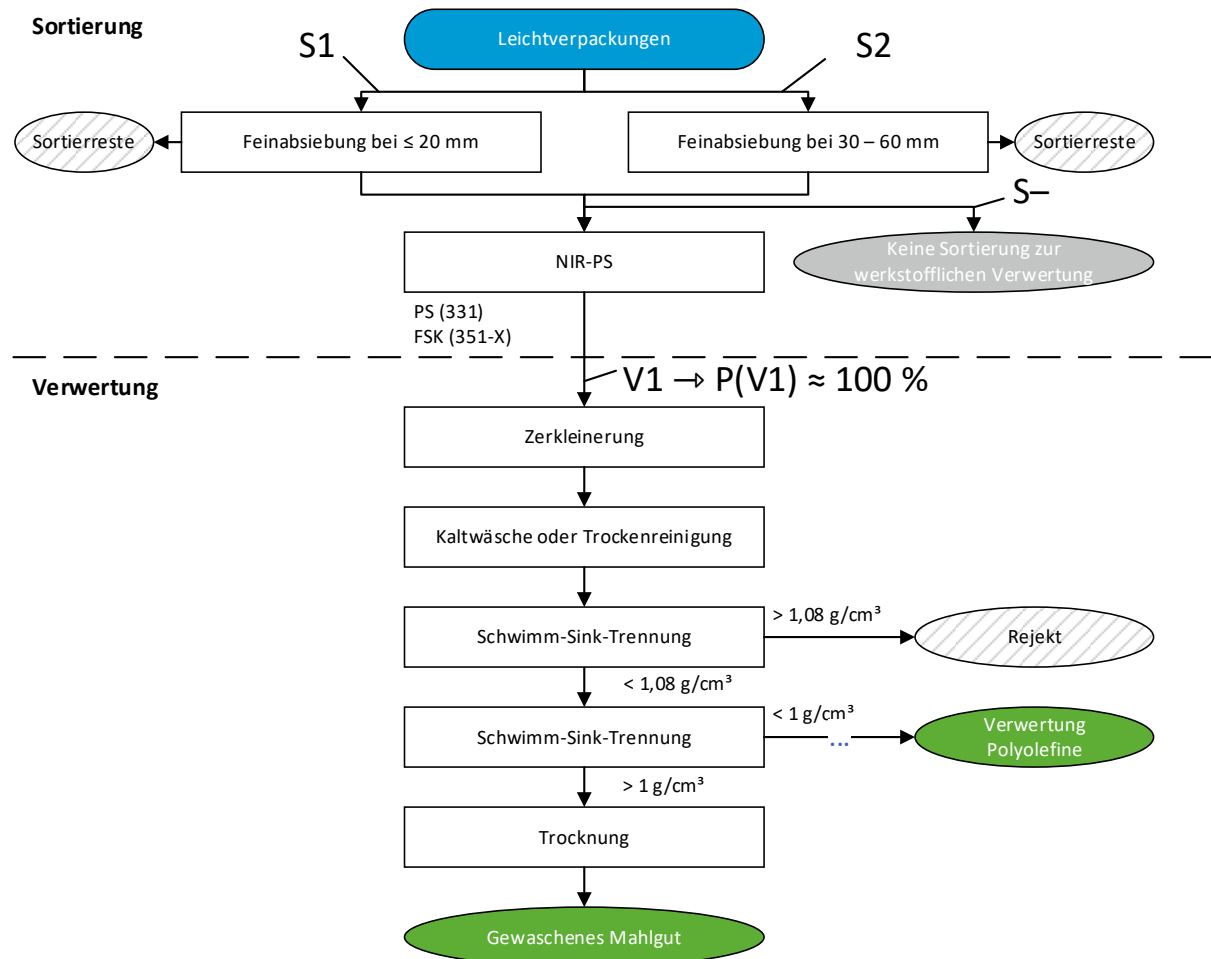 Sortierung
Leichtverpackungen
S1
S2
Sortierreste
Feinabsiebung bei ≤ 20 mm
Feinabsiebung bei 30 – 60 mm
Sortierreste
S–
NIR-PS
Keine Sortierung zur
werkstofflichen Verwertung
PS (331)
FSK (351-X)
Verwertung
V1 → P(V1) ≈ 100 %
Zerkleinerung
Kaltwäsche oder Trockenreinigung
Schwimm-Sink-Trennung
> 1,08 g/cm³
Rejekt
< 1,08 g/cm³
Schwimm-Sink-Trennung
< 1 g/cm³
...
Verwertung
Polyolefine
> 1 g/cm³
Trocknung
Gewaschenes Mahlgut